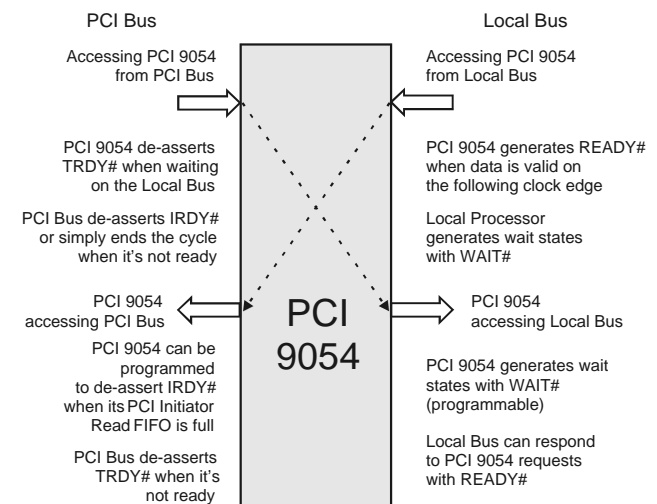 PCI Bus
Accessing PCI 9054
from PCI Bus
PCI 9054 de-asserts
TRDY# when waiting
on the Local Bus
PCI Bus de-asserts IRDY#
or simply ends the cycle
when it's not ready
PCI 9054
accessing PCI Bus
PCI 9054 can be
programmed
to de-assert IRDY#
when its PCI Initiator
Read FIFO is full
PCI Bus de-asserts
TRDY# when it's
not ready
PCI
9054
Local Bus
Accessing PCI 9054
from Local Bus
PCI 9054 generates READY#
when data is valid on
the following clock edge
Local Processor
generates wait states
with WAIT#
PCI 9054
accessing Local Bus
PCI 9054 generates wait
states with WAIT#
(programmable)
Local Bus can respond
to PCI 9054 requests
with READY#